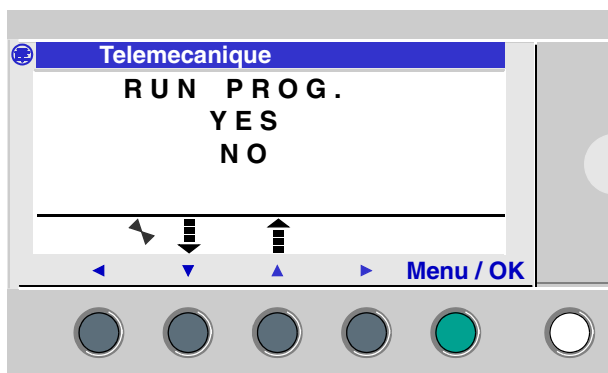 Telemecanique
RUN PROG.
YES
NO
Menu / OK